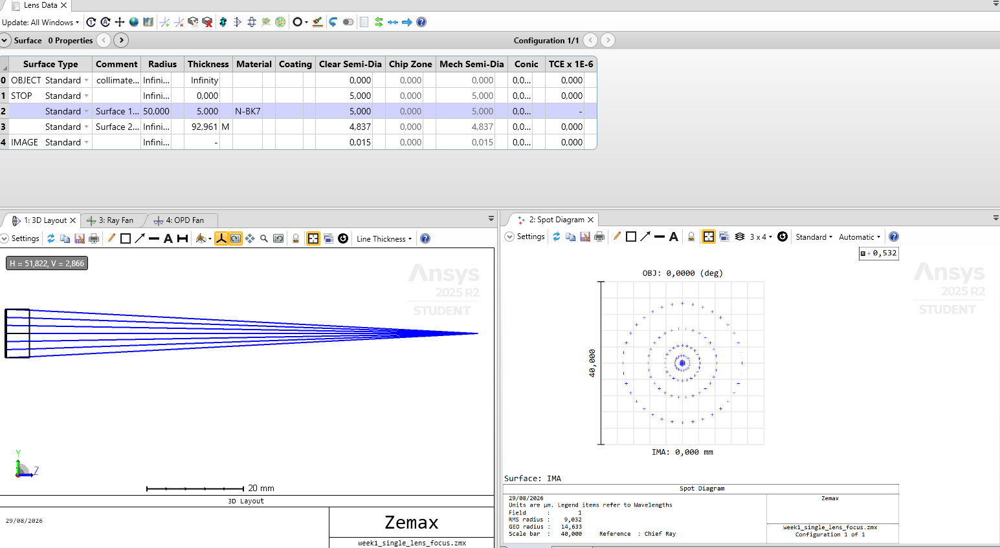 Lens Data
Update: All Windows
Surface 0 Properties Configuration 1/1
Surface Type Comment Radius Thickness Material Coating Clear Semi-Dia Chip Zone Mech Semi-Dia Conic TCE x 1E-6
0 OBJECT Standard collimate... Infini... Infinity 0,000 0,000 0,000 0,0... 0,000
1 STOP Standard Infini... 0,000 5,000 0,000 5,000 0,0... 0,000
2 Standard Surface 1... 50,000 5,000 N-BK7 5,000 0,000 5,000 0,0... -
3 Standard Surface 2... Infini... 92,961 M 4,837 0,000 4,837 0,0... 0,000
4 IMAGE Standard Infini... - 0,015 0,000 0,015 0,0... 0,000
1: 3D Layout 3: Ray Fan 4: OPD Fan
Settings Line Thickness
H = 51,822, V = 2,866
Ansys
2025 R2
STUDENT
Y
Z
20 mm
3D Layout
29/08/2026
Zemax
week1_single_lens_focus.zmx
2: Spot Diagram
Settings 3 x 4 Standard Automatic
0,532
Ansys
2025 R2
STUDENT
OBJ: 0,0000 (deg)
40,000
IMA: 0,000 mm
Surface: IMA
Spot Diagram
29/08/2026
Units are µm. Legend items refer to Wavelengths
Field : 1
RMS radius : 9,032
GEO radius : 14,633
Scale bar : 40,000 Reference : Chief Ray
Zemax
week1_single_lens_focus.zmx
Configuration 1 of 1